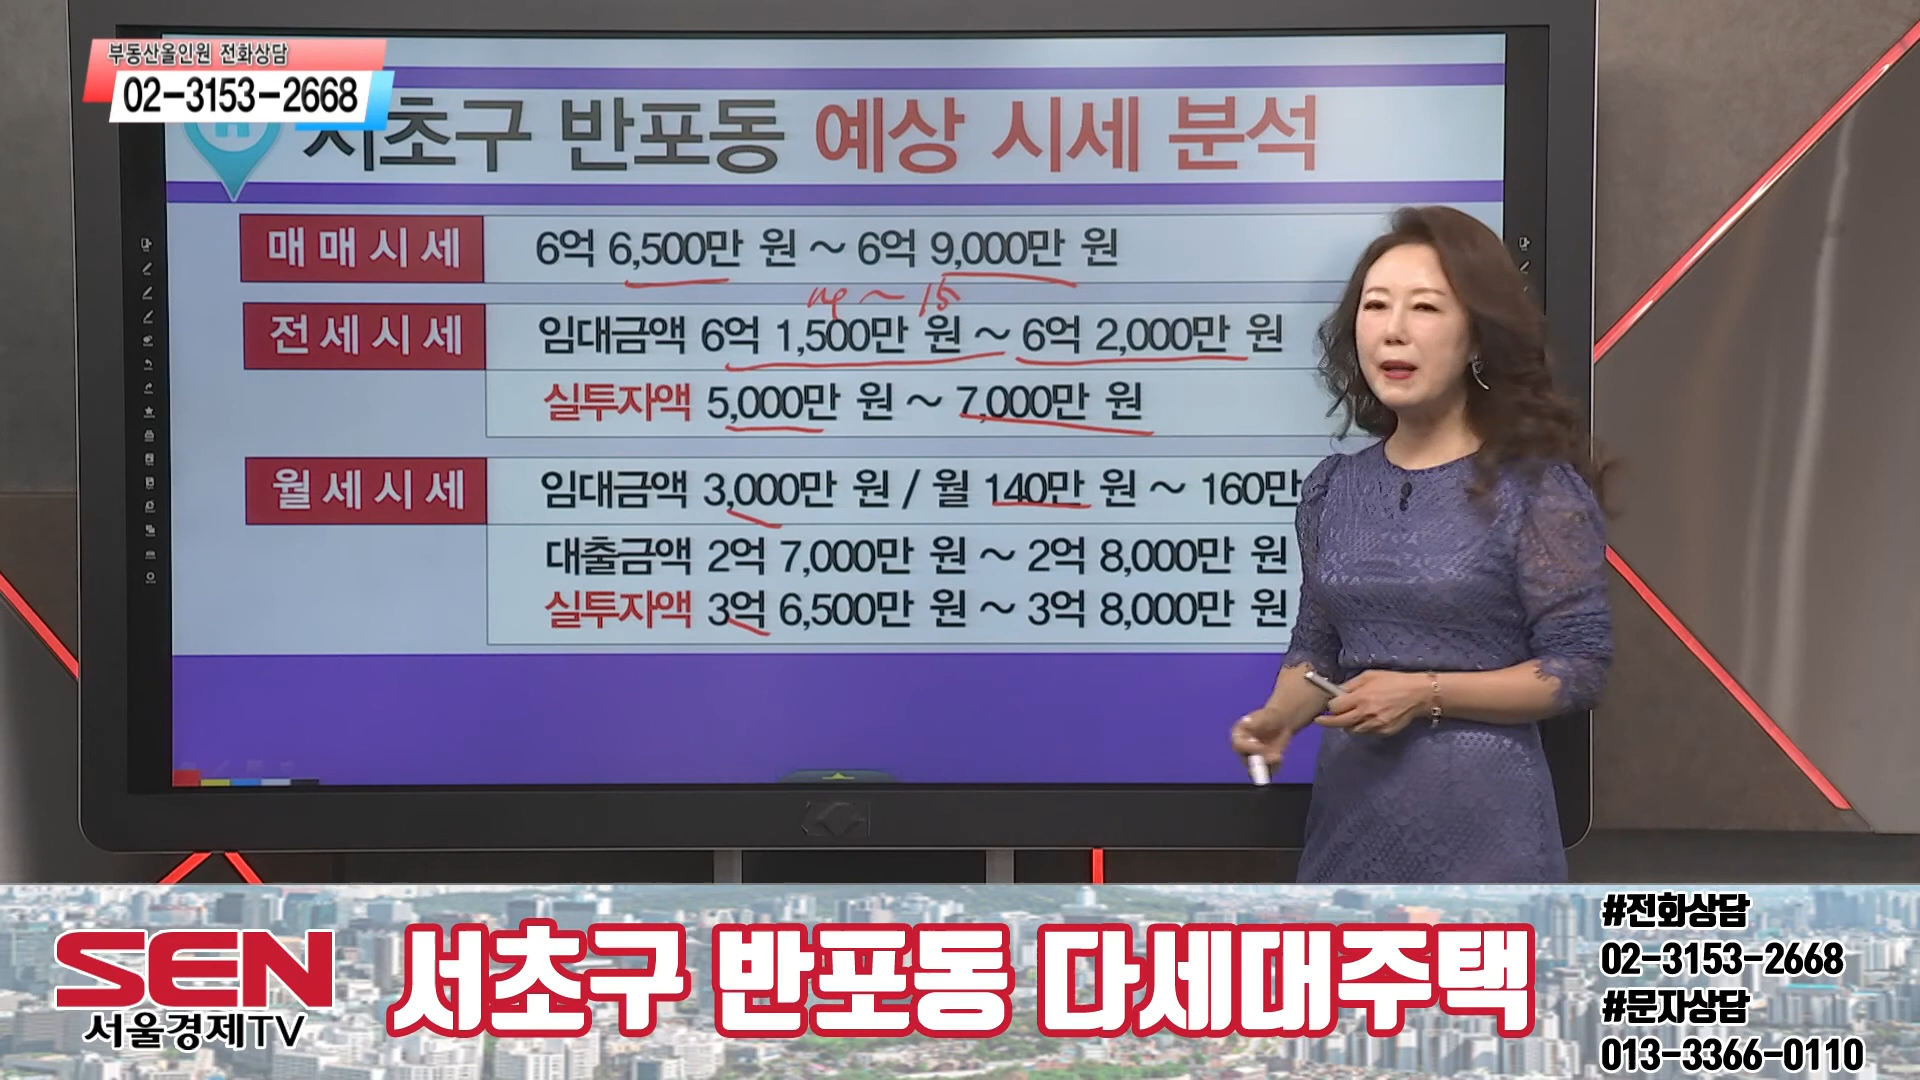 부동산올인원 전화상담
02-3153-2668
서초구 반포동 예상 시세 분석
매매시세 6억 6,500만 원 ~ 6억 9,000만 원
전세시세 임대금액 6억 1,500만 원 ~ 6억 2,000만 원
실투자액 5,000만 원 ~ 7,000만 원
월세시세 임대금액 3,000만 원 / 월 140만 원 ~ 160만
대출금액 2억 7,000만 원 ~ 2억 8,000만 원
실투자액 3억 6,500만 원 ~ 3억 8,000만 원
SEN
서울경제TV
서초구 반포동 다세대주택
#전화상담
02-3153-2668
#문자상담
013-3366-0110